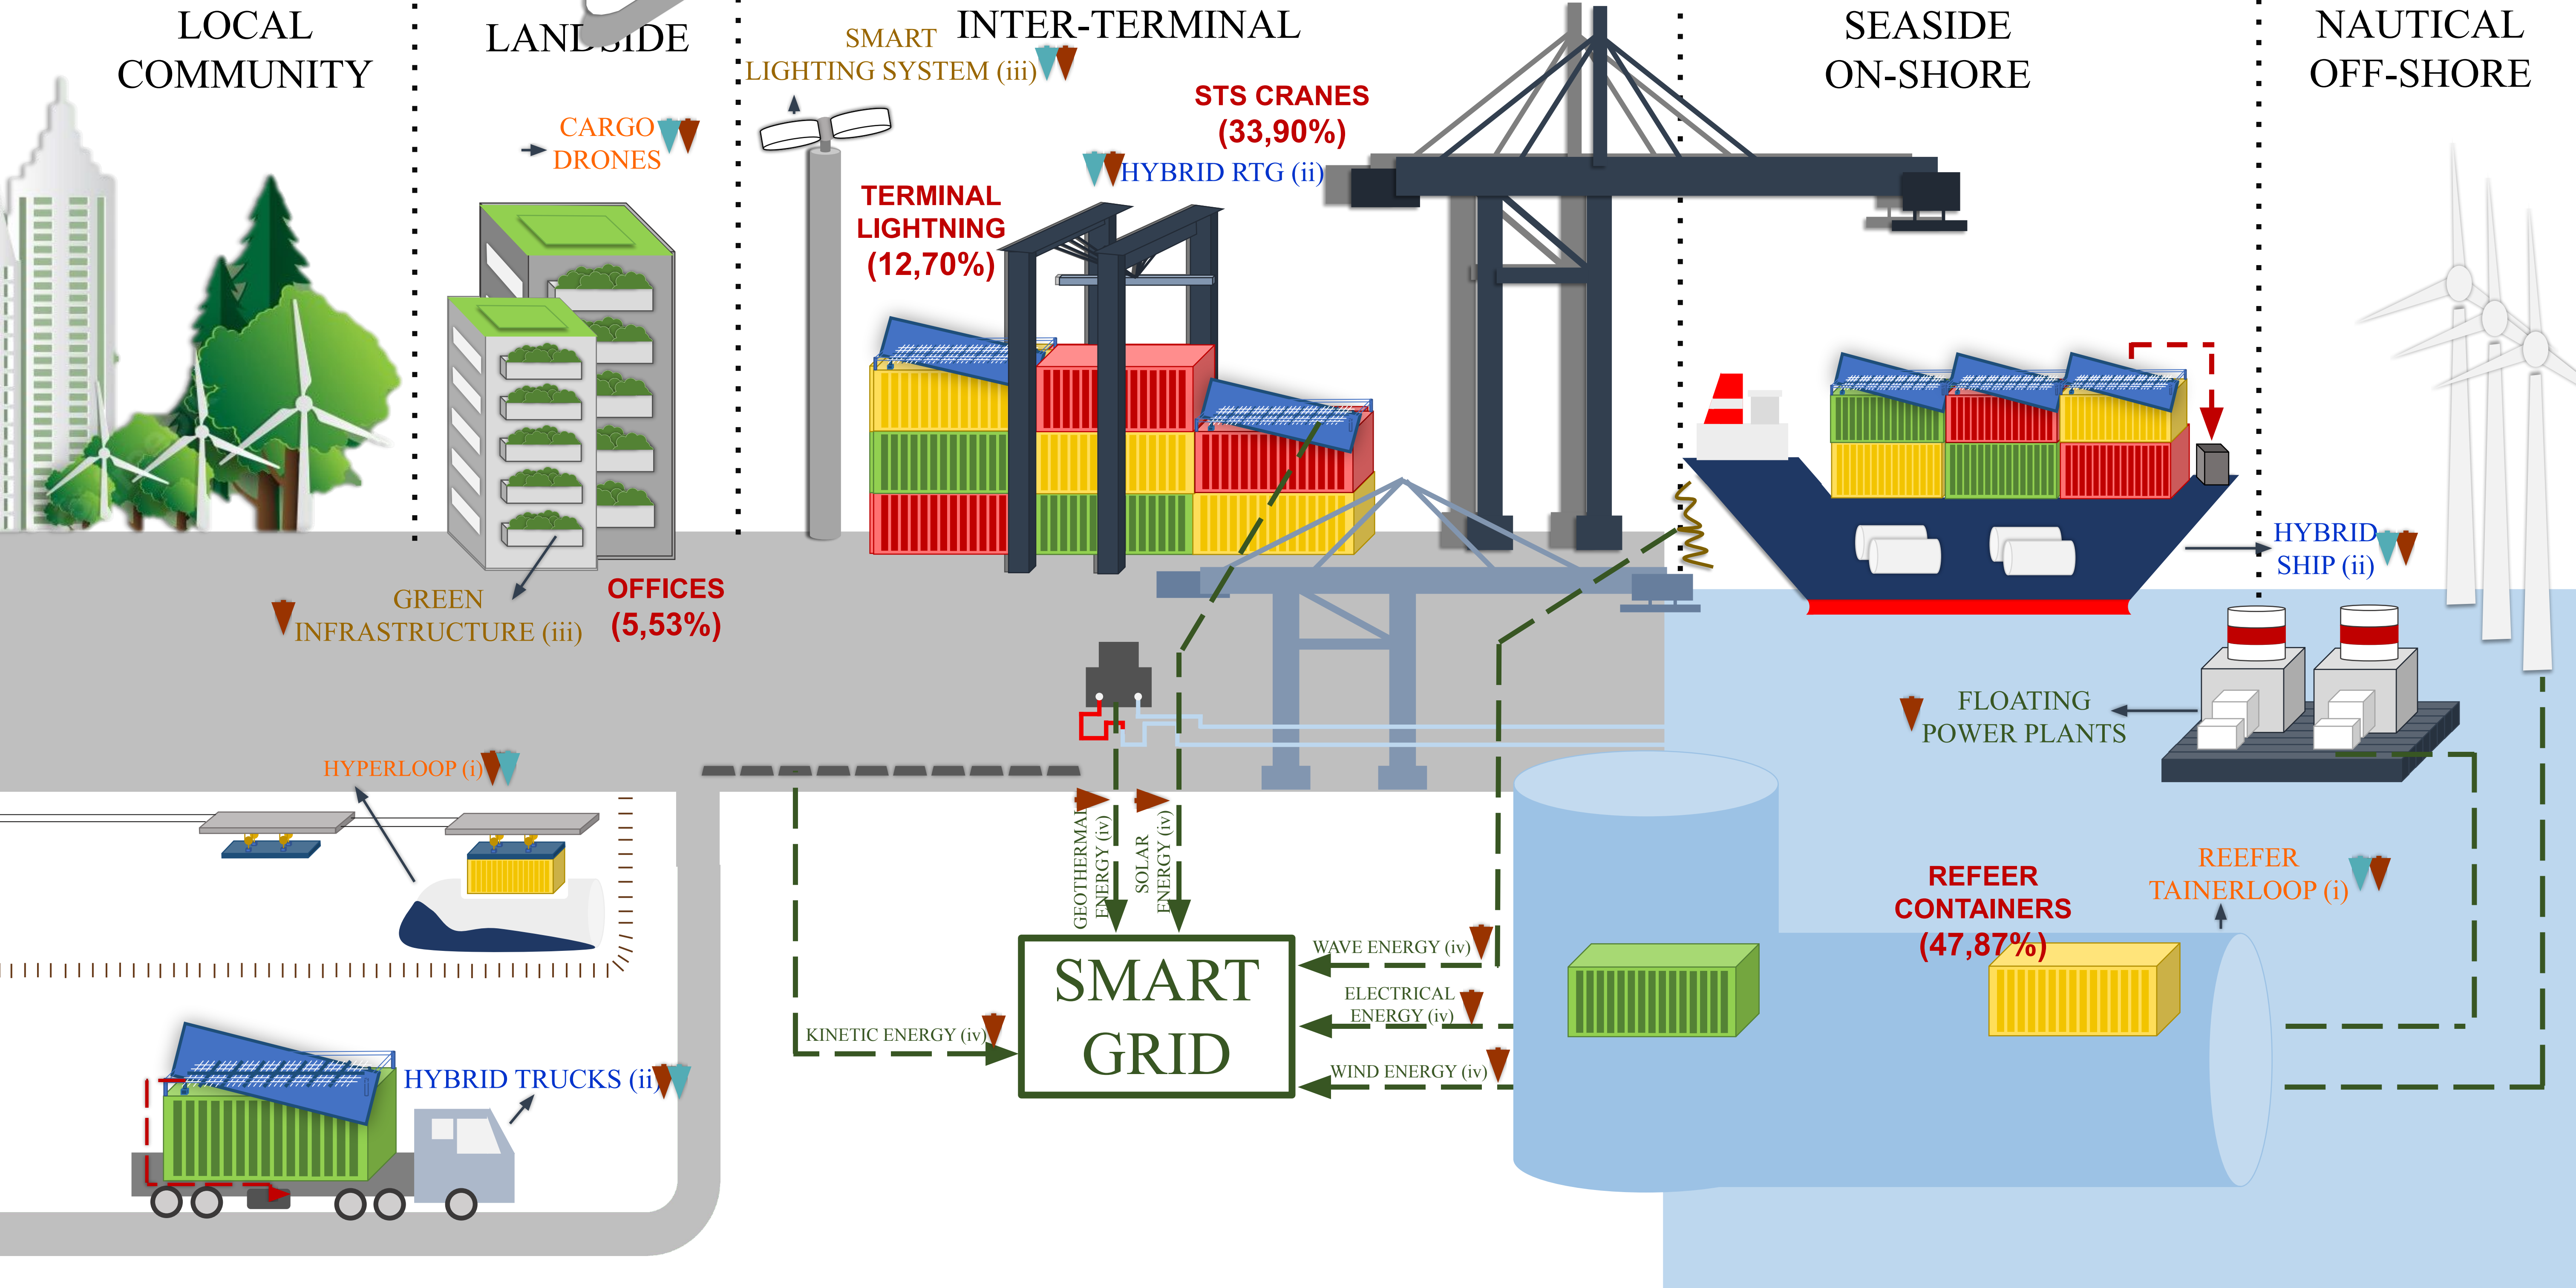 LOCAL
COMMUNITY
LANDSIDE
INTER-TERMINAL
SEASIDE
ON-SHORE
NAUTICAL
OFF-SHORE
SMART
LIGHTING SYSTEM (iii)
CARGO
DRONES
STS CRANES
(33,90%)
HYBRID RTG (ii)
TERMINAL
LIGHTNING
(12,70%)
GREEN
INFRASTRUCTURE (iii)
OFFICES
(5,53%)
HYBRID
SHIP (ii)
FLOATING
POWER PLANTS
HYPERLOOP (i)
GEOTHERMAL
ENERGY (iv)
SOLAR
ENERGY (iv)
REEFER
TAINERLOOP (i)
REFEER
CONTAINERS
(47,87%)
SMART
GRID
WAVE ENERGY (iv)
ELECTRICAL
ENERGY (iv)
WIND ENERGY (iv)
KINETIC ENERGY (iv)
HYBRID TRUCKS (ii)